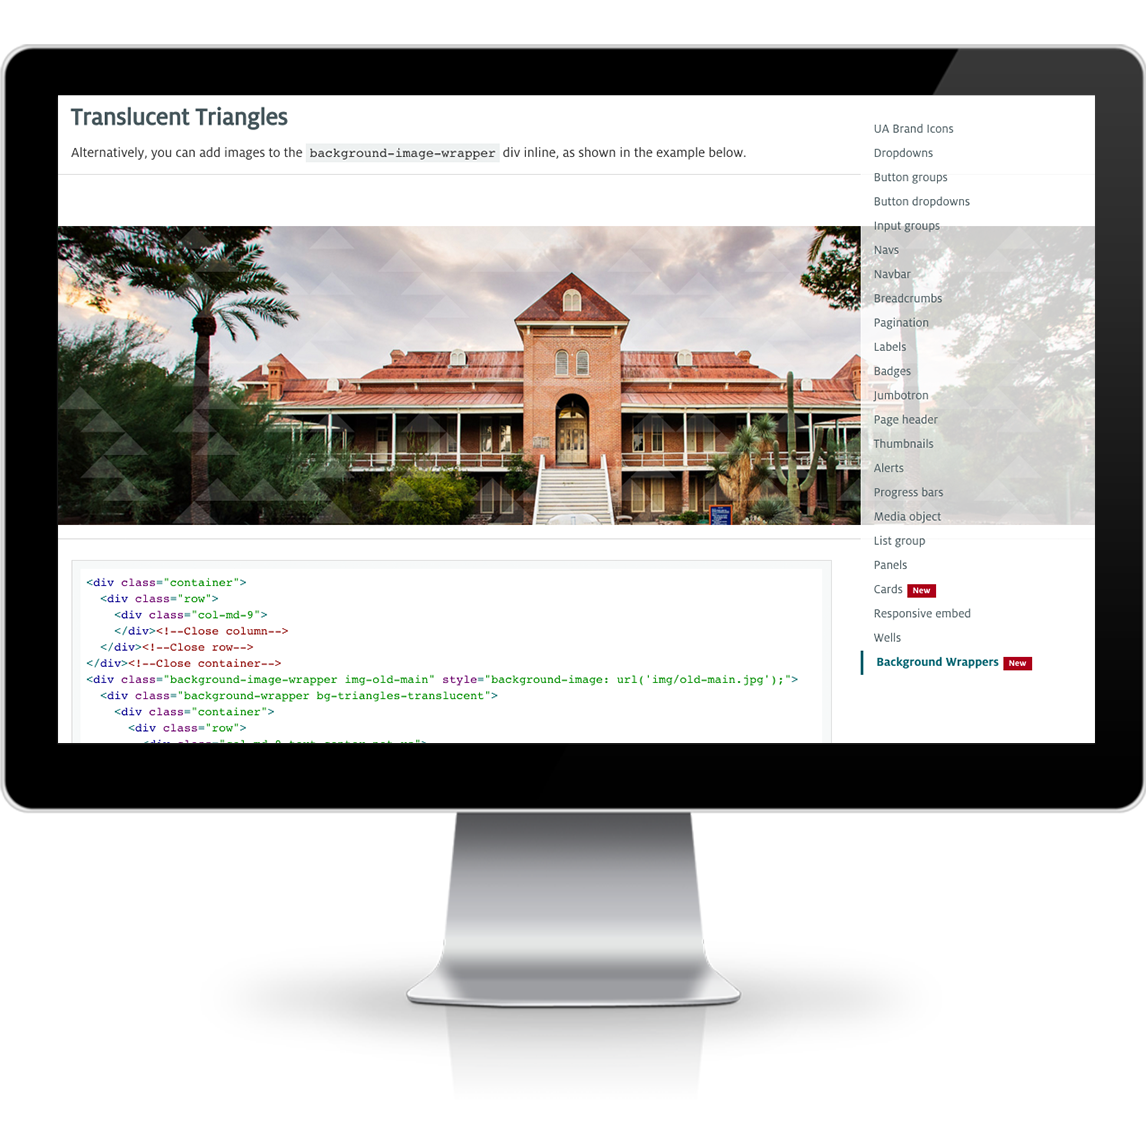 Translucent Triangles
Alternatively, you can add images to the background-image-wrapper div inline, as shown in the example below.
<div class="container">
<div class="row">
<div class="col-md-9">
</div><!--Close column-->
</div><!--Close row-->
</div><!--Close container-->
<div class="background-image-wrapper img-old-main" style="background-image: url('img/old-main.jpg');">
<div class="background-wrapper bg-triangles-translucent">
<div class="container">
<div class="row">
UA Brand Icons
Dropdowns
Button groups
Button dropdowns
Input groups
Navs
Navbar
Breadcrumbs
Pagination
Labels
Badges
Jumbotron
Page header
Thumbnails
Alerts
Progress bars
Media object
List group
Panels
Cards New
Responsive embed
Wells
Background Wrappers New